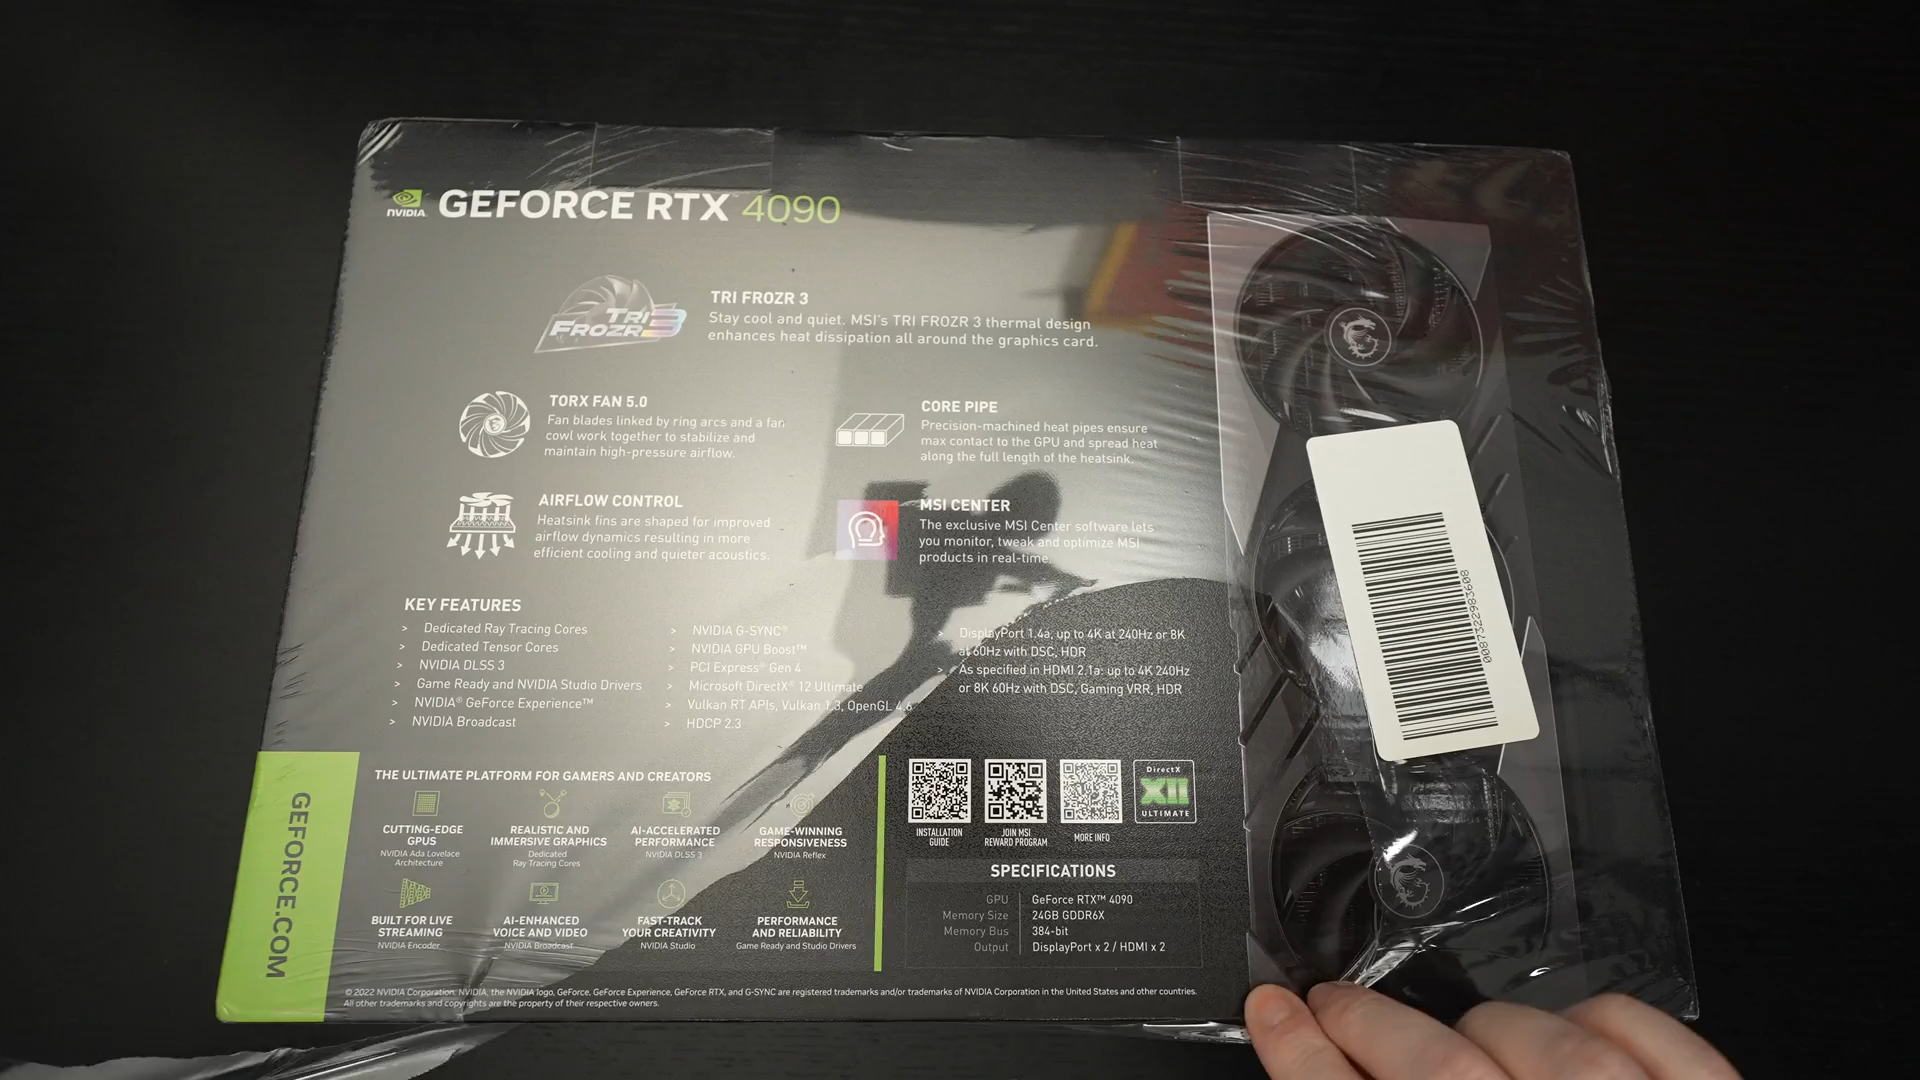 NVIDIA
GEFORCE RTX™ 4090
TRI
FROZR 3
TRI FROZR 3
Stay cool and quiet. MSI's TRI FROZR 3 thermal design
enhances heat dissipation all around the graphics card.
TORX FAN 5.0
Fan blades linked by ring arcs and a fan
cowl work together to stabilize and
maintain high-pressure airflow.
CORE PIPE
Precision-machined heat pipes ensure
max contact to the GPU and spread heat
along the full length of the heatsink.
AIRFLOW CONTROL
Heatsink fins are shaped for improved
airflow dynamics resulting in more
efficient cooling and quieter acoustics.
MSI CENTER
The exclusive MSI Center software lets
you monitor, tweak and optimize MSI
products in real-time.
KEY FEATURES
> Dedicated Ray Tracing Cores
> Dedicated Tensor Cores
> NVIDIA DLSS 3
> Game Ready and NVIDIA Studio Drivers
> NVIDIA® GeForce Experience™
> NVIDIA Broadcast
> NVIDIA G-SYNC®
> NVIDIA GPU Boost™
> PCI Express® Gen 4
> Microsoft DirectX® 12 Ultimate
> Vulkan RT APIs, Vulkan 1.3, OpenGL 4.6
> HDCP 2.3
> DisplayPort 1.4a, up to 4K at 240Hz or 8K
at 60Hz with DSC, HDR
> As specified in HDMI 2.1a: up to 4K 240Hz
or 8K 60Hz with DSC, Gaming VRR, HDR
GEFORCE.COM
THE ULTIMATE PLATFORM FOR GAMERS AND CREATORS
CUTTING-EDGE
GPUS
NVIDIA Ada Lovelace
Architecture
REALISTIC AND
IMMERSIVE GRAPHICS
Dedicated
Ray Tracing Cores
AI-ACCELERATED
PERFORMANCE
NVIDIA DLSS 3
GAME-WINNING
RESPONSIVENESS
NVIDIA Reflex
BUILT FOR LIVE
STREAMING
NVIDIA Encoder
AI-ENHANCED
VOICE AND VIDEO
NVIDIA Broadcast
FAST-TRACK
YOUR CREATIVITY
NVIDIA Studio
PERFORMANCE
AND RELIABILITY
Game Ready and Studio Drivers
INSTALLATION
GUIDE
JOIN MSI
REWARD PROGRAM
MORE INFO
DirectX
XII
ULTIMATE
SPECIFICATIONS
GPU GeForce RTX™ 4090
Memory Size 24GB GDDR6X
Memory Bus 384-bit
Output DisplayPort x 2 / HDMI x 2
© 2022 NVIDIA Corporation. NVIDIA, the NVIDIA logo, GeForce, GeForce Experience, GeForce RTX, and G-SYNC are registered trademarks and/or trademarks of NVIDIA Corporation in the United States and other countries.
All other trademarks and copyrights are the property of their respective owners.
008732298360B